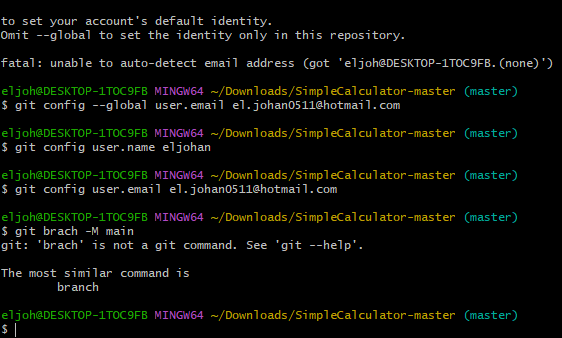 to set your account's default identity.
Omit --global to set the identity only in this repository.
fatal: unable to auto-detect email address (got 'eljoh@DESKTOP-1TOC9FB.(none)')
eljoh@DESKTOP-1TOC9FB MINGW64 ~/Downloads/SimpleCalculator-master (master)
$ git config --global user.email el.johan0511@hotmail.com
eljoh@DESKTOP-1TOC9FB MINGW64 ~/Downloads/SimpleCalculator-master (master)
$ git config user.name eljohan
eljoh@DESKTOP-1TOC9FB MINGW64 ~/Downloads/SimpleCalculator-master (master)
$ git config user.email el.johan0511@hotmail.com
eljoh@DESKTOP-1TOC9FB MINGW64 ~/Downloads/SimpleCalculator-master (master)
$ git brach -M main
git: 'brach' is not a git command. See 'git --help'.
The most similar command is
branch
eljoh@DESKTOP-1TOC9FB MINGW64 ~/Downloads/SimpleCalculator-master (master)
$